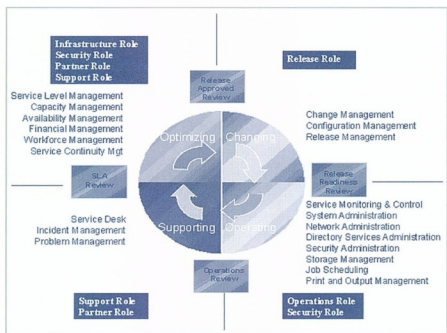 Infrastructure Role
Security Role
Partner Role
Support Role
Release Role
Release
Approved
Review
Service Level Management
Capacity Management
Availability Management
Financial Management
Workforce Management
Service Continuity Mgt
Change Management
Configuration Management
Release Management
Optimizing
Changing
SLA
Review
Release
Readiness
Review
Supporting
Operating
Service Desk
Incident Management
Problem Management
Service Monitoring & Control
System Administration
Network Administration
Directory Services Administration
Security Administration
Storage Management
Job Scheduling
Print and Output Management
Operations
Review
Support Role
Partner Role
Operations Role
Security Role